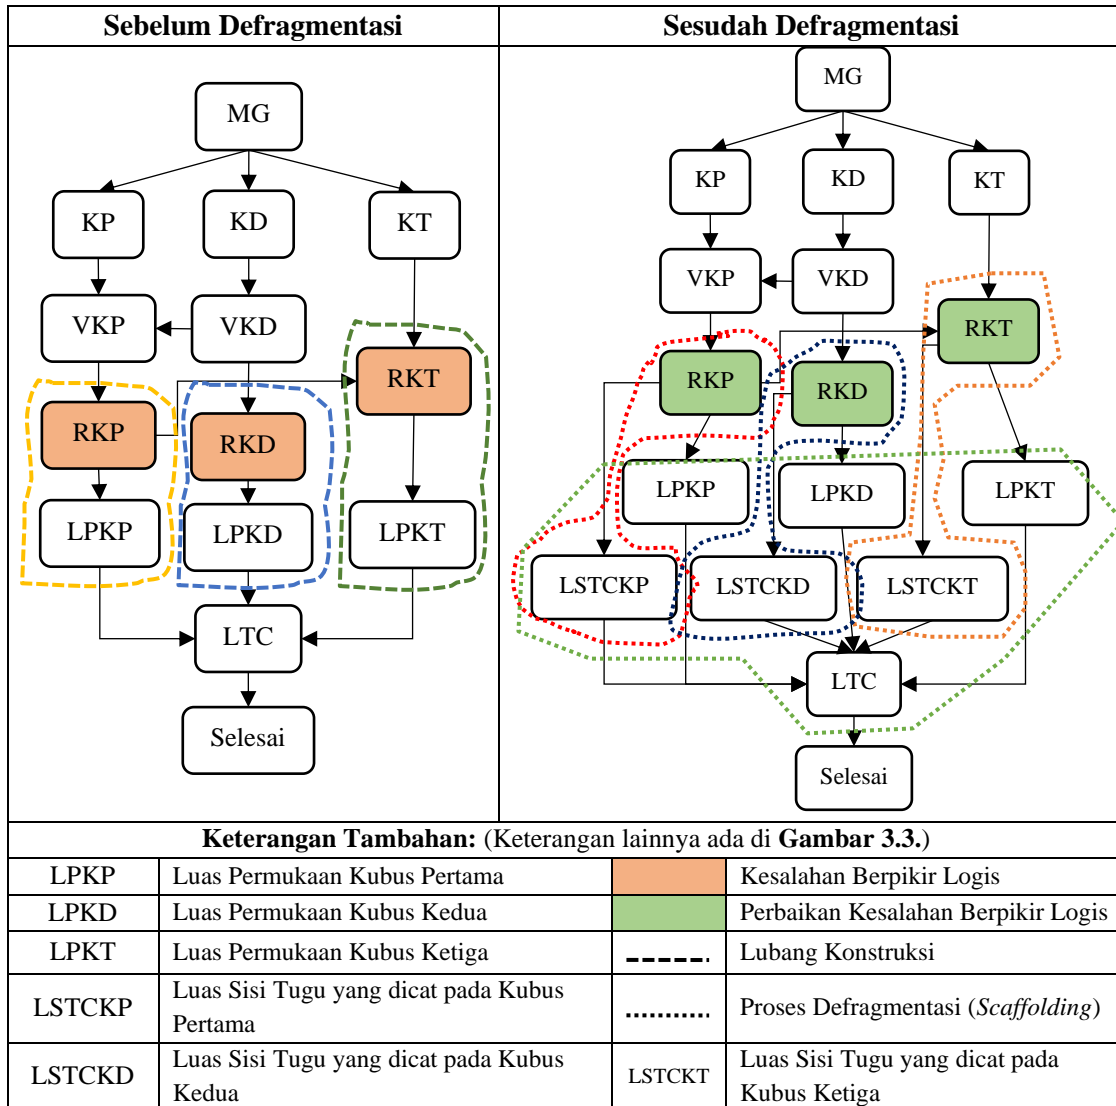 Sebelum Defragmentasi
Sesudah Defragmentasi
MG
KP
KD
KT
VKP
VKD
RKT
RKP
RKD
LPKP
LPKD
LPKT
LTC
Selesai
MG
KP
KD
KT
VKP
VKD
RKT
RKP
RKD
LPKP
LPKD
LPKT
LSTCKP
LSTCKD
LSTCKT
LTC
Selesai
Keterangan Tambahan: (Keterangan lainnya ada di Gambar 3.3.)
LPKP
Luas Permukaan Kubus Pertama
Kesalahan Berpikir Logis
LPKD
Luas Permukaan Kubus Kedua
Perbaikan Kesalahan Berpikir Logis
LPKT
Luas Permukaan Kubus Ketiga
Lubang Konstruksi
LSTCKP
Luas Sisi Tugu yang dicat pada Kubus
Pertama
Proses Defragmentasi (Scaffolding)
LSTCKD
Luas Sisi Tugu yang dicat pada Kubus
Kedua
LSTCKT
Luas Sisi Tugu yang dicat pada
Kubus Ketiga